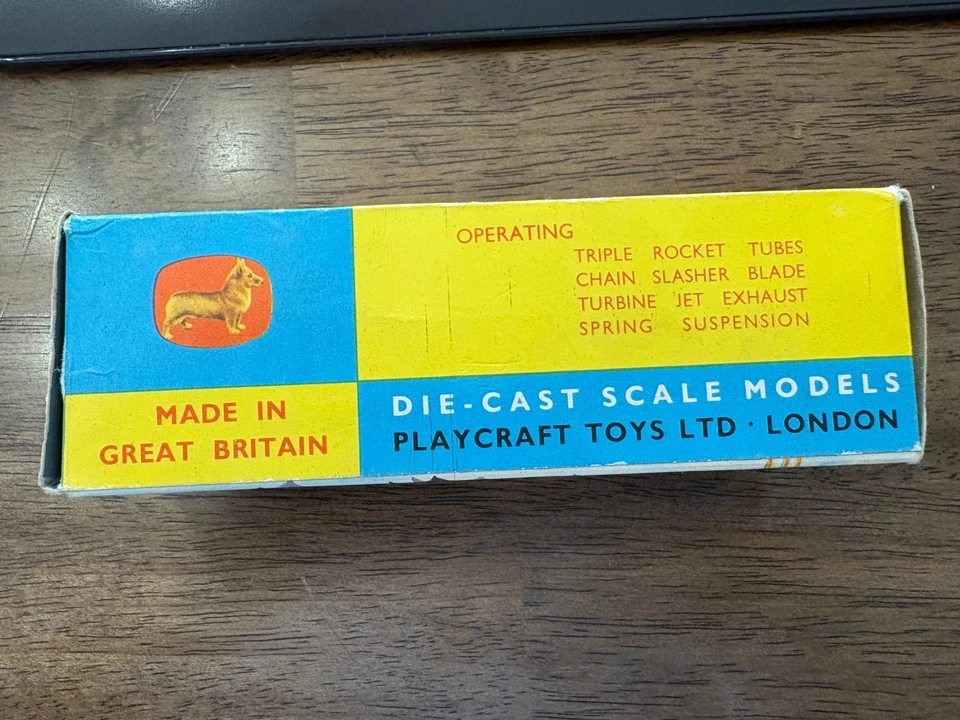 OPERATING
TRIPLE ROCKET TUBES
CHAIN SLASHER BLADE
TURBINE JET EXHAUST
SPRING SUSPENSION
MADE IN
GREAT BRITAIN
DIE-CAST SCALE MODELS
PLAYCRAFT TOYS LTD · LONDON